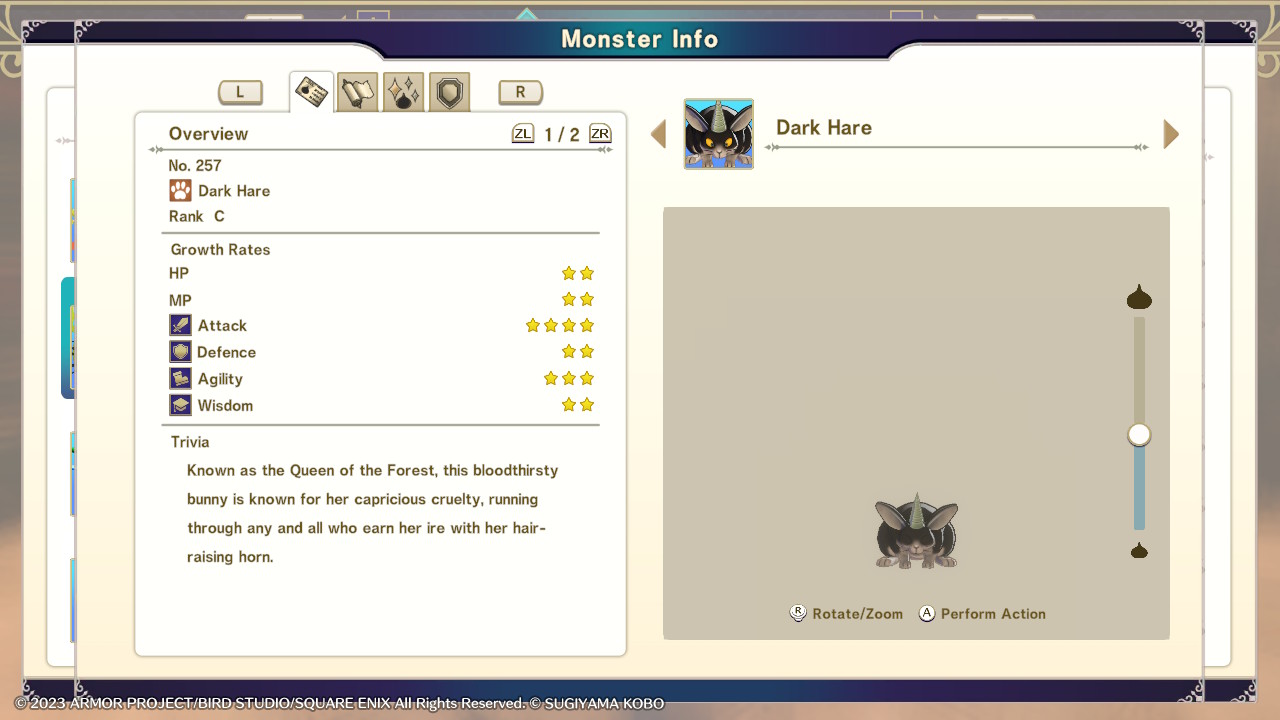 Monster Info
L
R
Overview
ZL 1 / 2 ZR
No. 257
Dark Hare
Rank C
Growth Rates
HP
MP
Attack
Defence
Agility
Wisdom
Trivia
Known as the Queen of the Forest, this bloodthirsty
bunny is known for her capricious cruelty, running
through any and all who earn her ire with her hair-
raising horn.
Dark Hare
R Rotate/Zoom A Perform Action
© 2023 ARMOR PROJECT/BIRD STUDIO/SQUARE ENIX All Rights Reserved. © SUGIYAMA KOBO